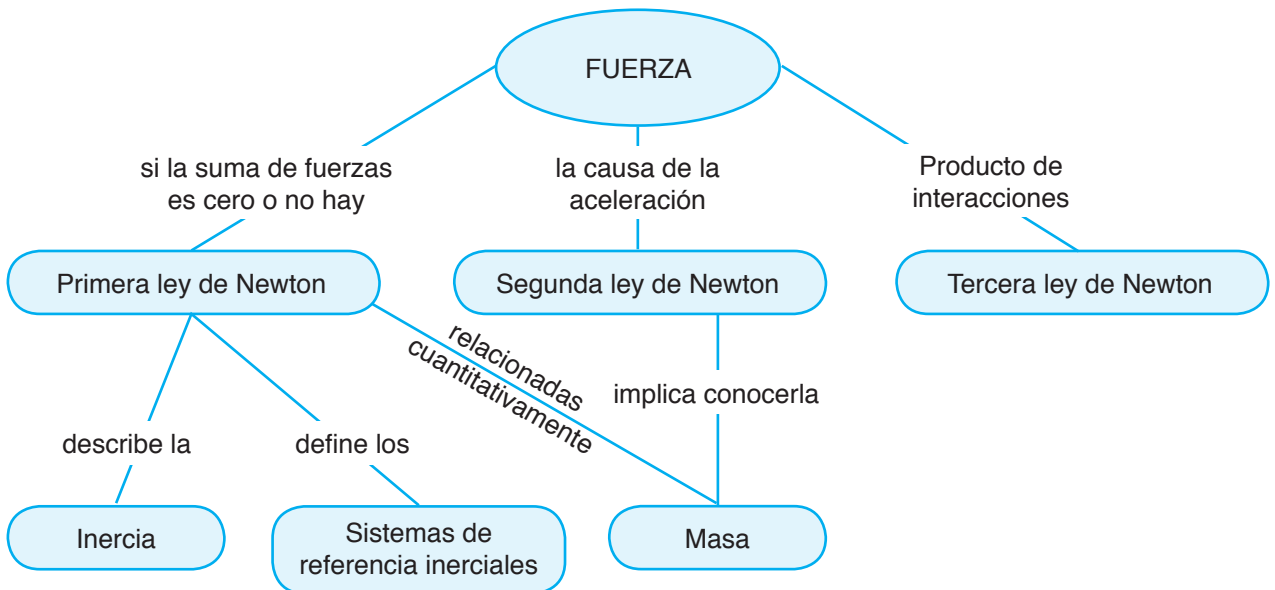 FUERZA
si la suma de fuerzas
es cero o no hay
la causa de la
aceleración
Producto de
interacciones
Primera ley de Newton
Segunda ley de Newton
Tercera ley de Newton
relacionadas
cuantitativamente
implica conocerla
describe la
define los
Inercia
Sistemas de
referencia inerciales
Masa